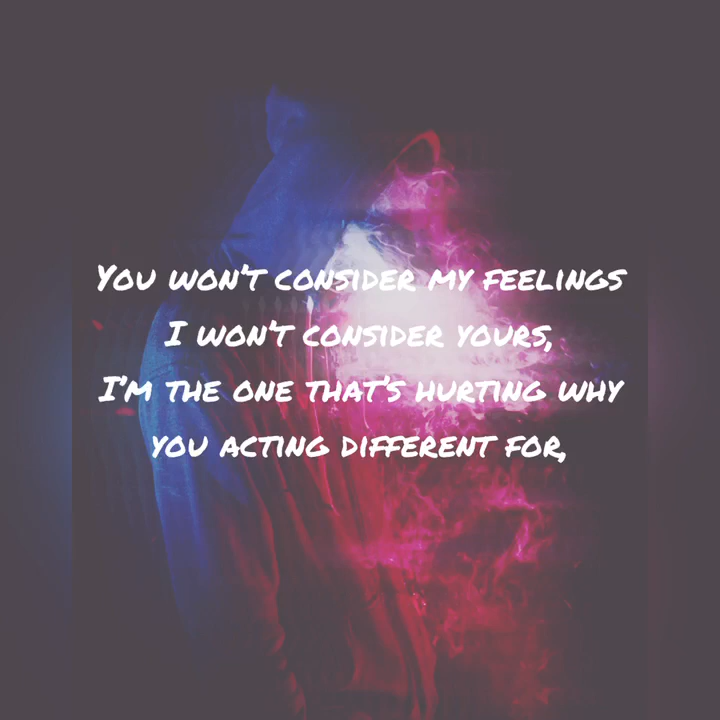 You won't consider my feelings
I won't consider yours,
I'm the one that's hurting why
you acting different for,